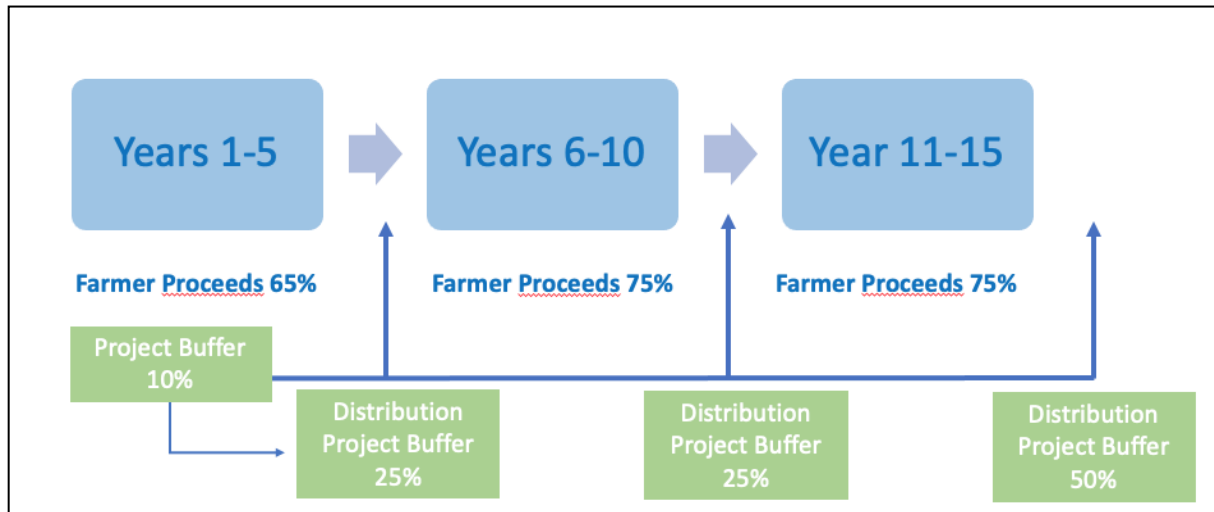 Years 1-5
Years 6-10
Year 11-15
Farmer Proceeds 65%
Farmer Proceeds 75%
Farmer Proceeds 75%
Project Buffer
10%
Distribution
Project Buffer
25%
Distribution
Project Buffer
25%
Distribution
Project Buffer
50%